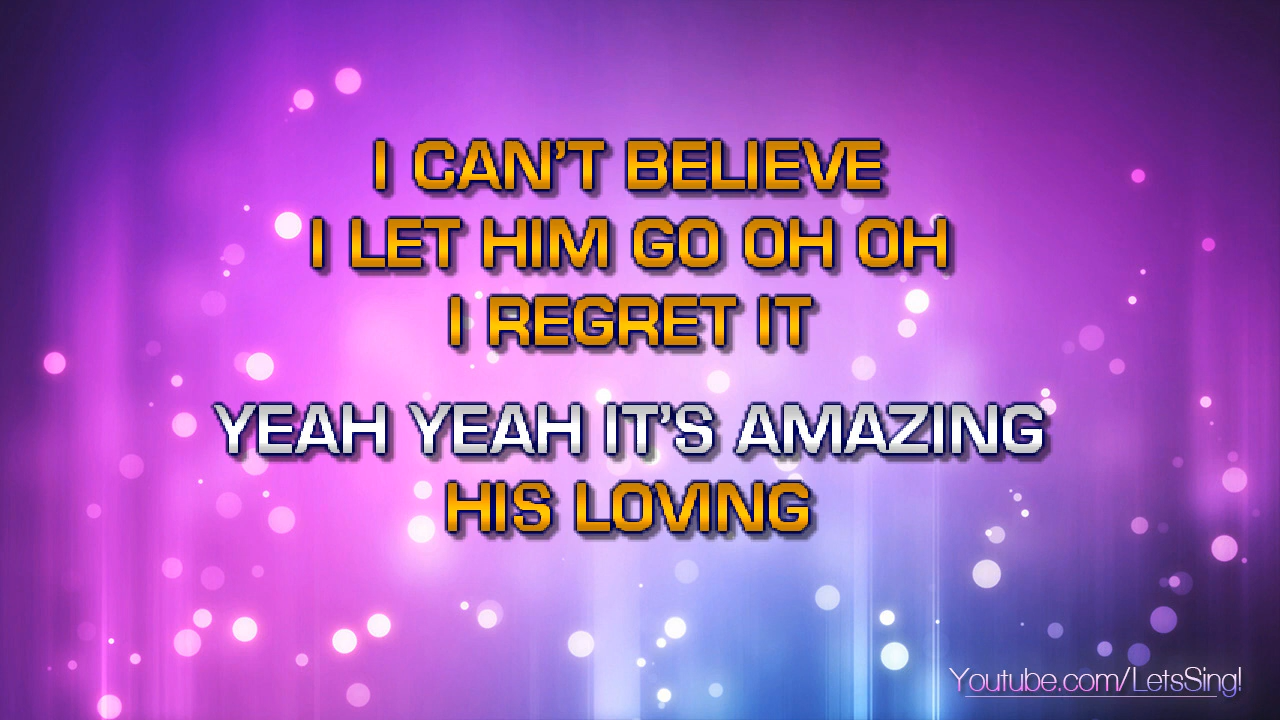 I CAN'T BELIEVE
I LET HIM GO OH OH
I REGRET IT
YEAH YEAH IT'S AMAZING
HIS LOVING
Youtube.com/LetsSing!